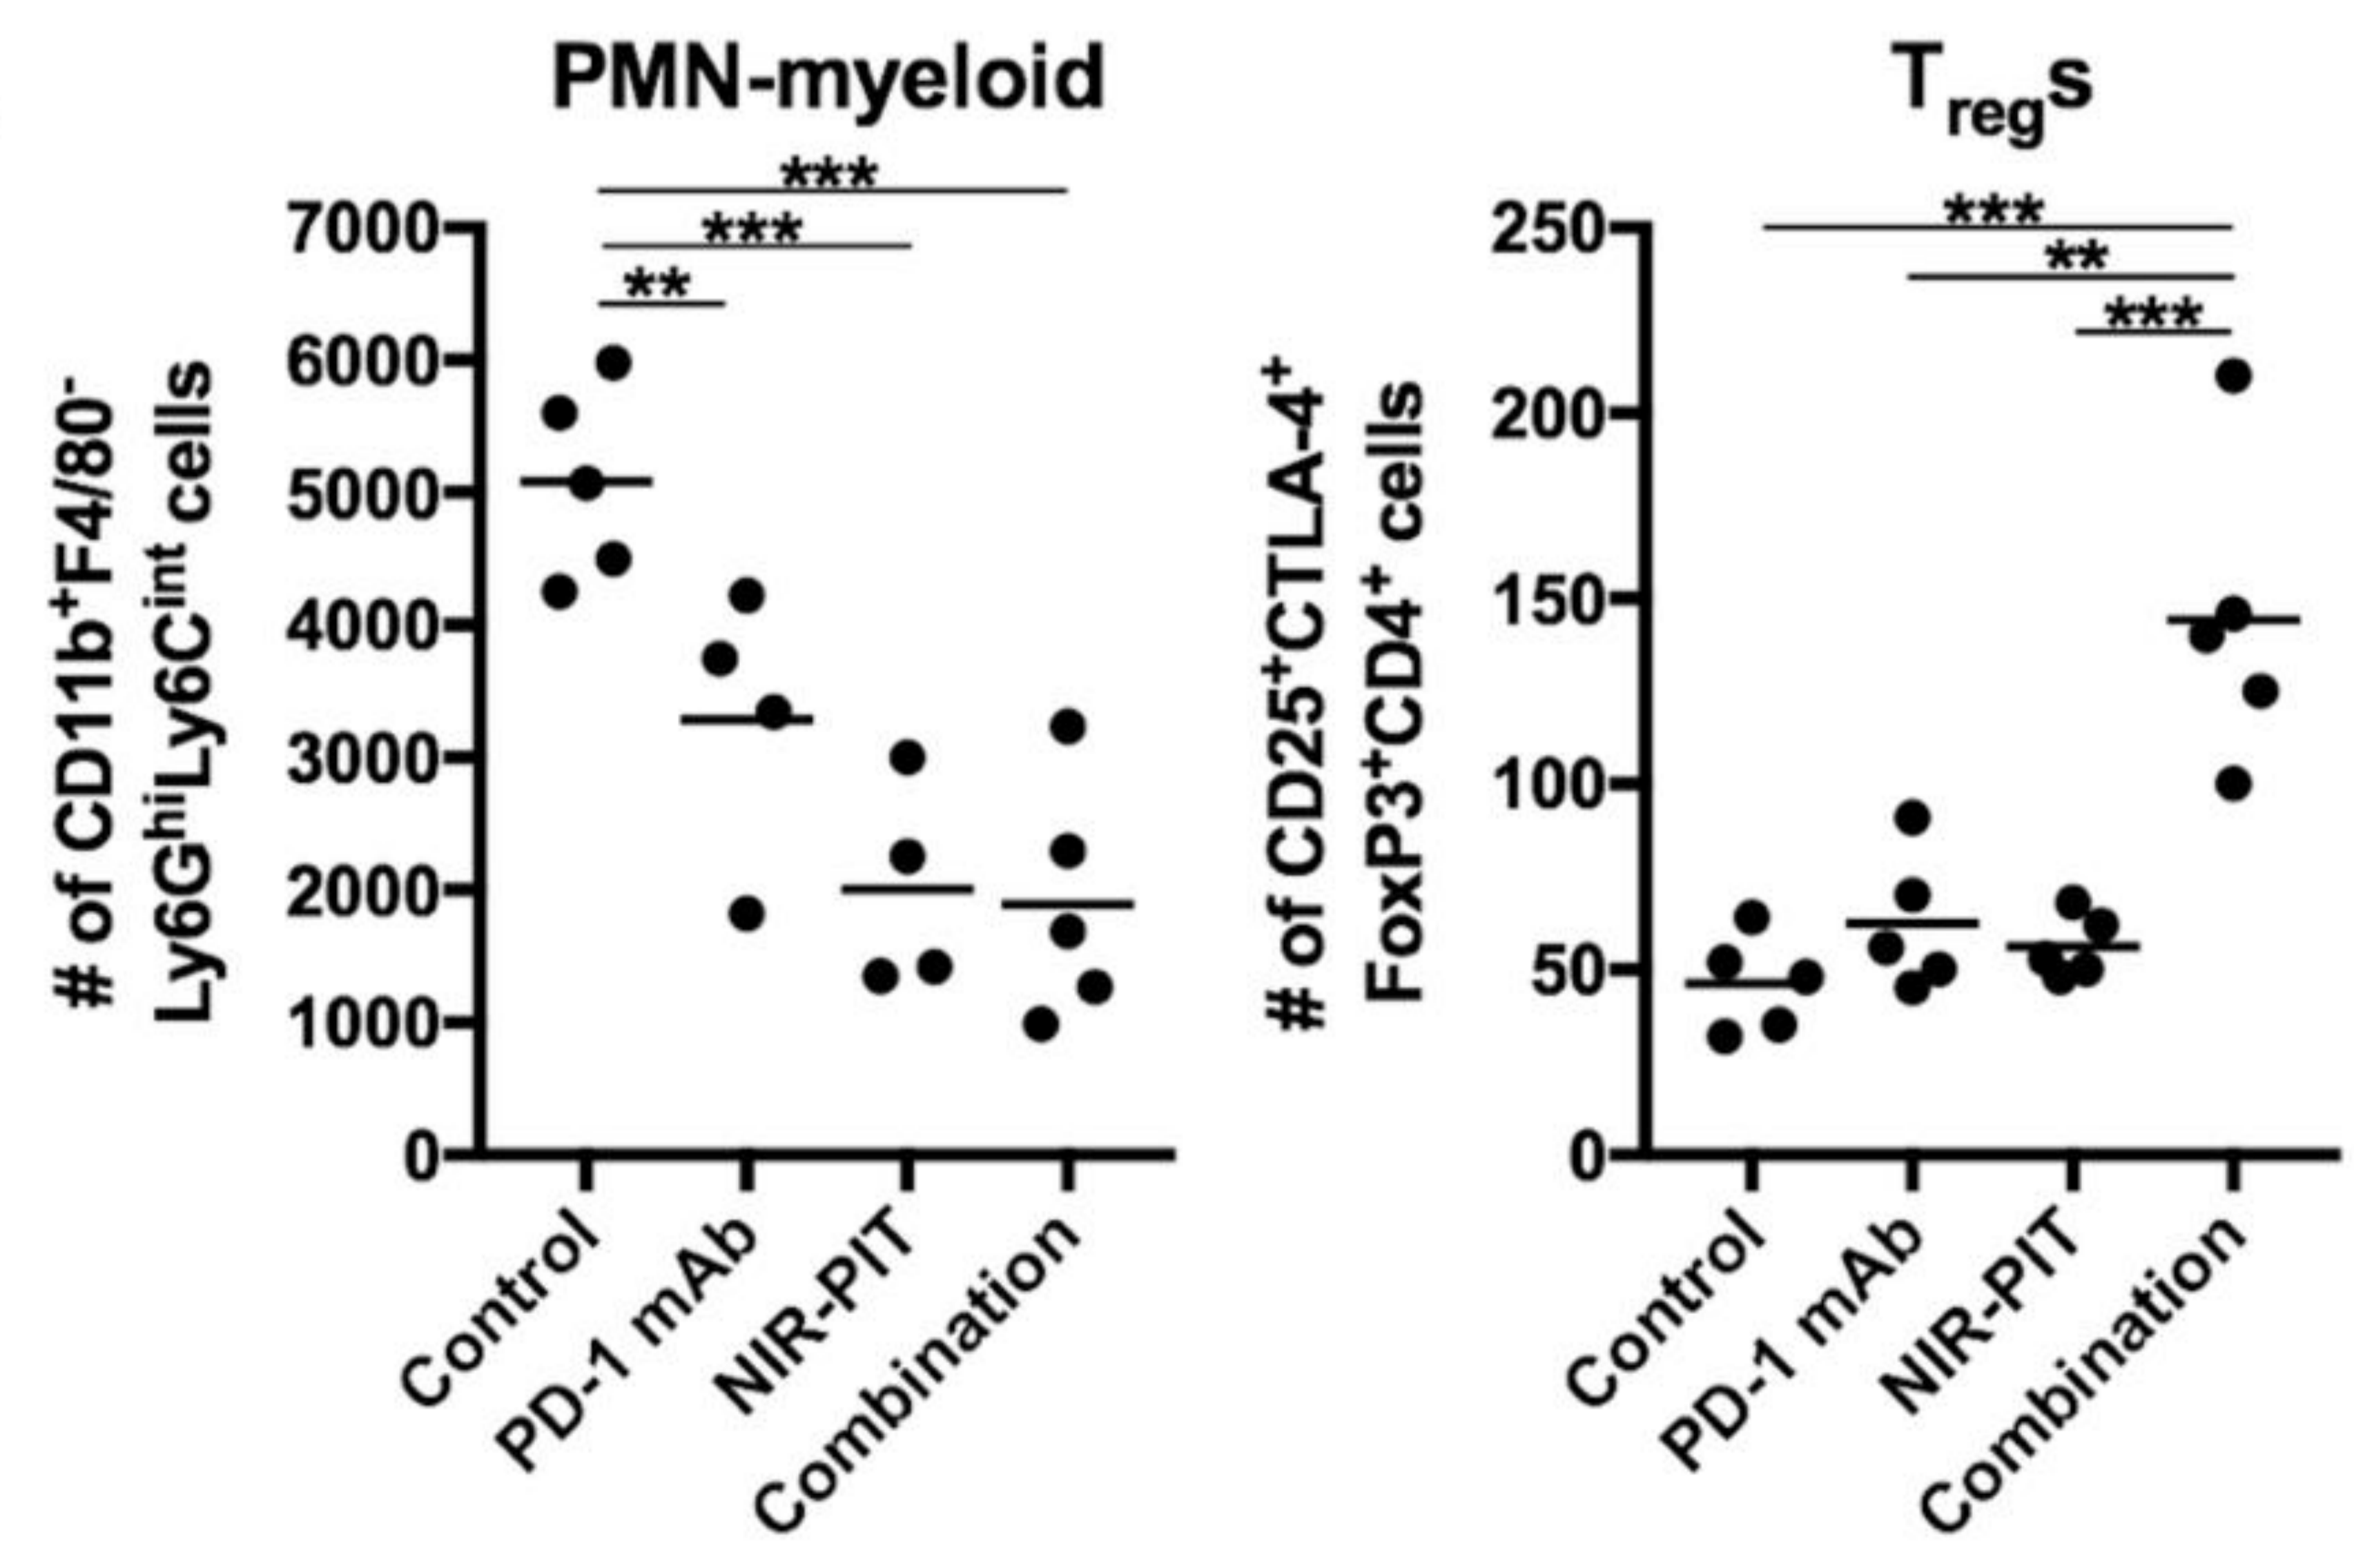 PMN-myeloid
***
***
**
7000
6000
5000
4000
3000
2000
1000
0
# of CD11b⁺F4/80⁻
Ly6GʰⁱLy6Cⁱⁿᵗ cells
Control
PD-1 mAb
NIR-PIT
Combination
Tregs
***
**
***
250
200
150
100
50
0
# of CD25⁺CTLA-4⁺
FoxP3⁺CD4⁺ cells
Control
PD-1 mAb
NIR-PIT
Combination